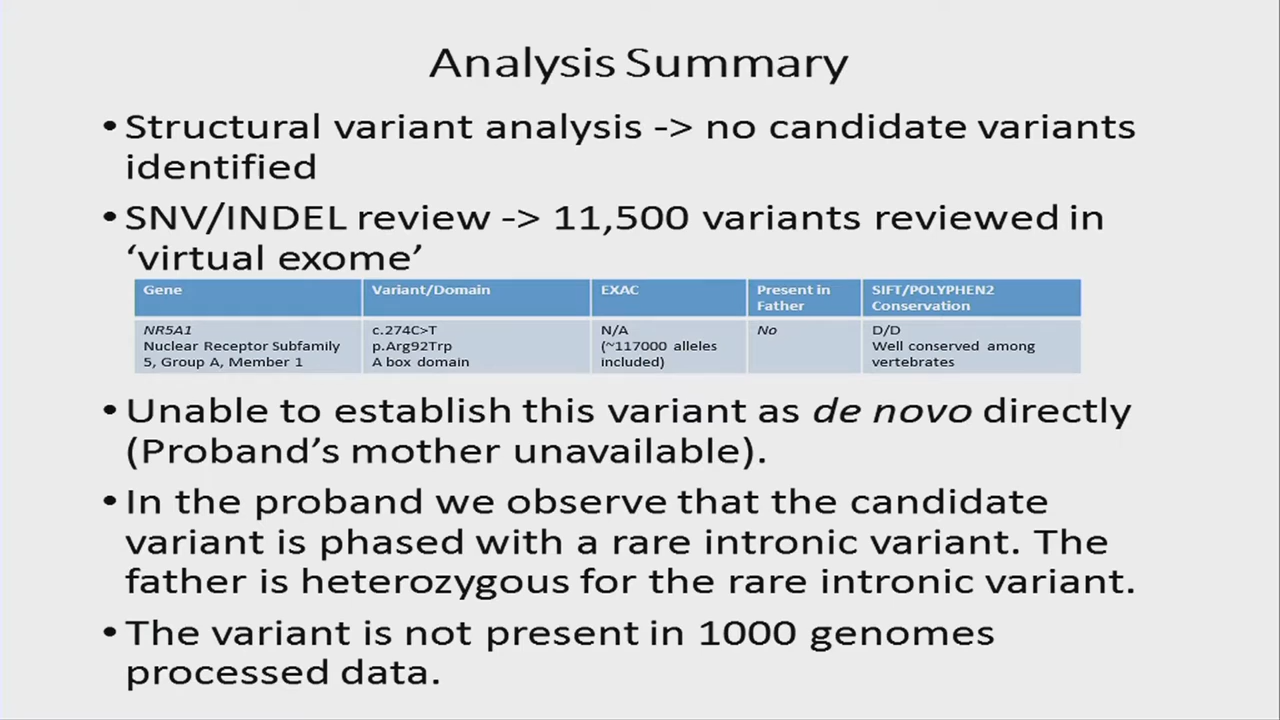 Analysis Summary
• Structural variant analysis -> no candidate variants
identified
• SNV/INDEL review -> 11,500 variants reviewed in
‘virtual exome’
Gene Variant/Domain EXAC Present in Father SIFT/POLYPHEN2 Conservation
NR5A1 c.274C>T N/A No D/D
Nuclear Receptor Subfamily p.Arg92Trp (~117000 alleles Well conserved among
5, Group A, Member 1 A box domain included) vertebrates
• Unable to establish this variant as de novo directly
(Proband’s mother unavailable).
• In the proband we observe that the candidate
variant is phased with a rare intronic variant. The
father is heterozygous for the rare intronic variant.
• The variant is not present in 1000 genomes
processed data.